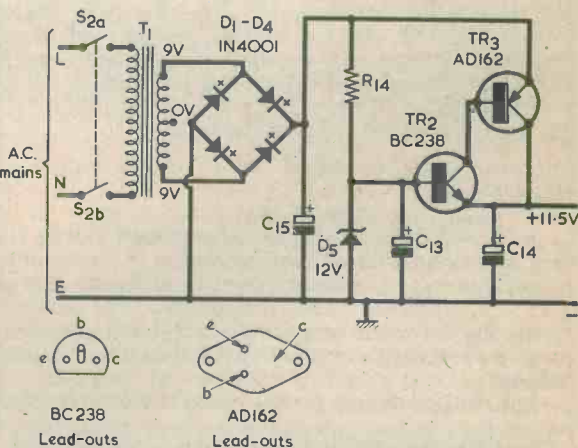 S2a
T1
9V
D1-D4
IN4001
TR3
AD162
L
R14
TR2
BC238
0V
A.C.
mains
N
S2b
9V
+
C15
D5
12V
+
C13
+
C14
+11.5V
E
−
b
e
c
BC238
Lead-outs
e
c
b
AD162
Lead-outs